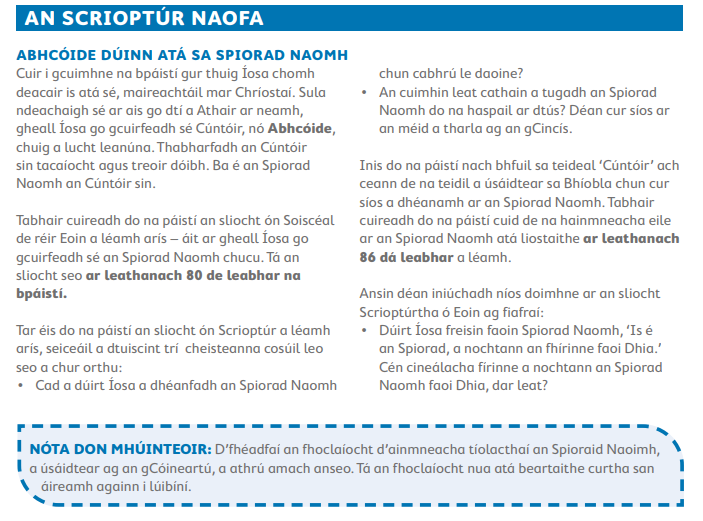 AN SCRIOPTÚR NAOFA
ABHCÓIDE DÚINN ATÁ SA SPIORAD NAOMH
Cuir i gcuimhne na bpáistí gur thuig Íosa chomh
deacair is atá sé, maireachtáil mar Chríostaí. Sula
ndeachaigh sé ar ais go dtí a Athair ar neamh,
gheall Íosa go gcuirfeadh sé Cúntóir, nó Abhcóide,
chuig a lucht leanúna. Thabharfadh an Cúntóir
sin tacaíocht agus treoir dóibh. Ba é an Spiorad
Naomh an Cúntóir sin.
Tabhair cuireadh do na páistí an sliocht ón Soiscéal
de réir Eoin a léamh arís – áit ar gheall Íosa go
gcuirfeadh sé an Spiorad Naomh chucu. Tá an
sliocht seo ar leathanach 80 de leabhar na
bpáistí.
Tar éis do na páistí an sliocht ón Scrioptúr a léamh
arís, seiceáil a dtuiscint trí cheisteanna cosúil leo
seo a chur orthu:
• Cad a dúirt Íosa a dhéanfadh an Spiorad Naomh
chun cabhrú le daoine?
• An cuimhin leat cathain a tugadh an Spiorad
Naomh do na haspail ar dtús? Déan cur síos ar
an méid a tharla ag an gCincís.
Inis do na páistí nach bhfuil sa teideal ‘Cúntóir’ ach
ceann de na teidil a úsáidtear sa Bhíobla chun cur
síos a dhéanamh ar an Spiorad Naomh. Tabhair
cuireadh do na páistí cuid de na hainmneacha eile
ar an Spiorad Naomh atá liostaithe ar leathanach
86 dá leabhar a léamh.
Ansin déan iniúchadh níos doimhne ar an sliocht
Scrioptúrtha ó Eoin ag fiafraí:
• Dúirt Íosa freisin faoin Spiorad Naomh, ‘Is é
an Spiorad, a nochtann an fhírinne faoi Dhia.’
Cén cineálacha fírinne a nochtann an Spiorad
Naomh faoi Dhia, dar leat?
NÓTA DON MHÚINTEOIR: D’fhéadfaí an fhoclaíocht d’ainmneacha tíolacthaí an Spioraid Naoimh,
a úsáidtear ag an gCóineartú, a athrú amach anseo. Tá an fhoclaíocht nua atá beartaithe curtha san
áireamh againn i lúibíní.